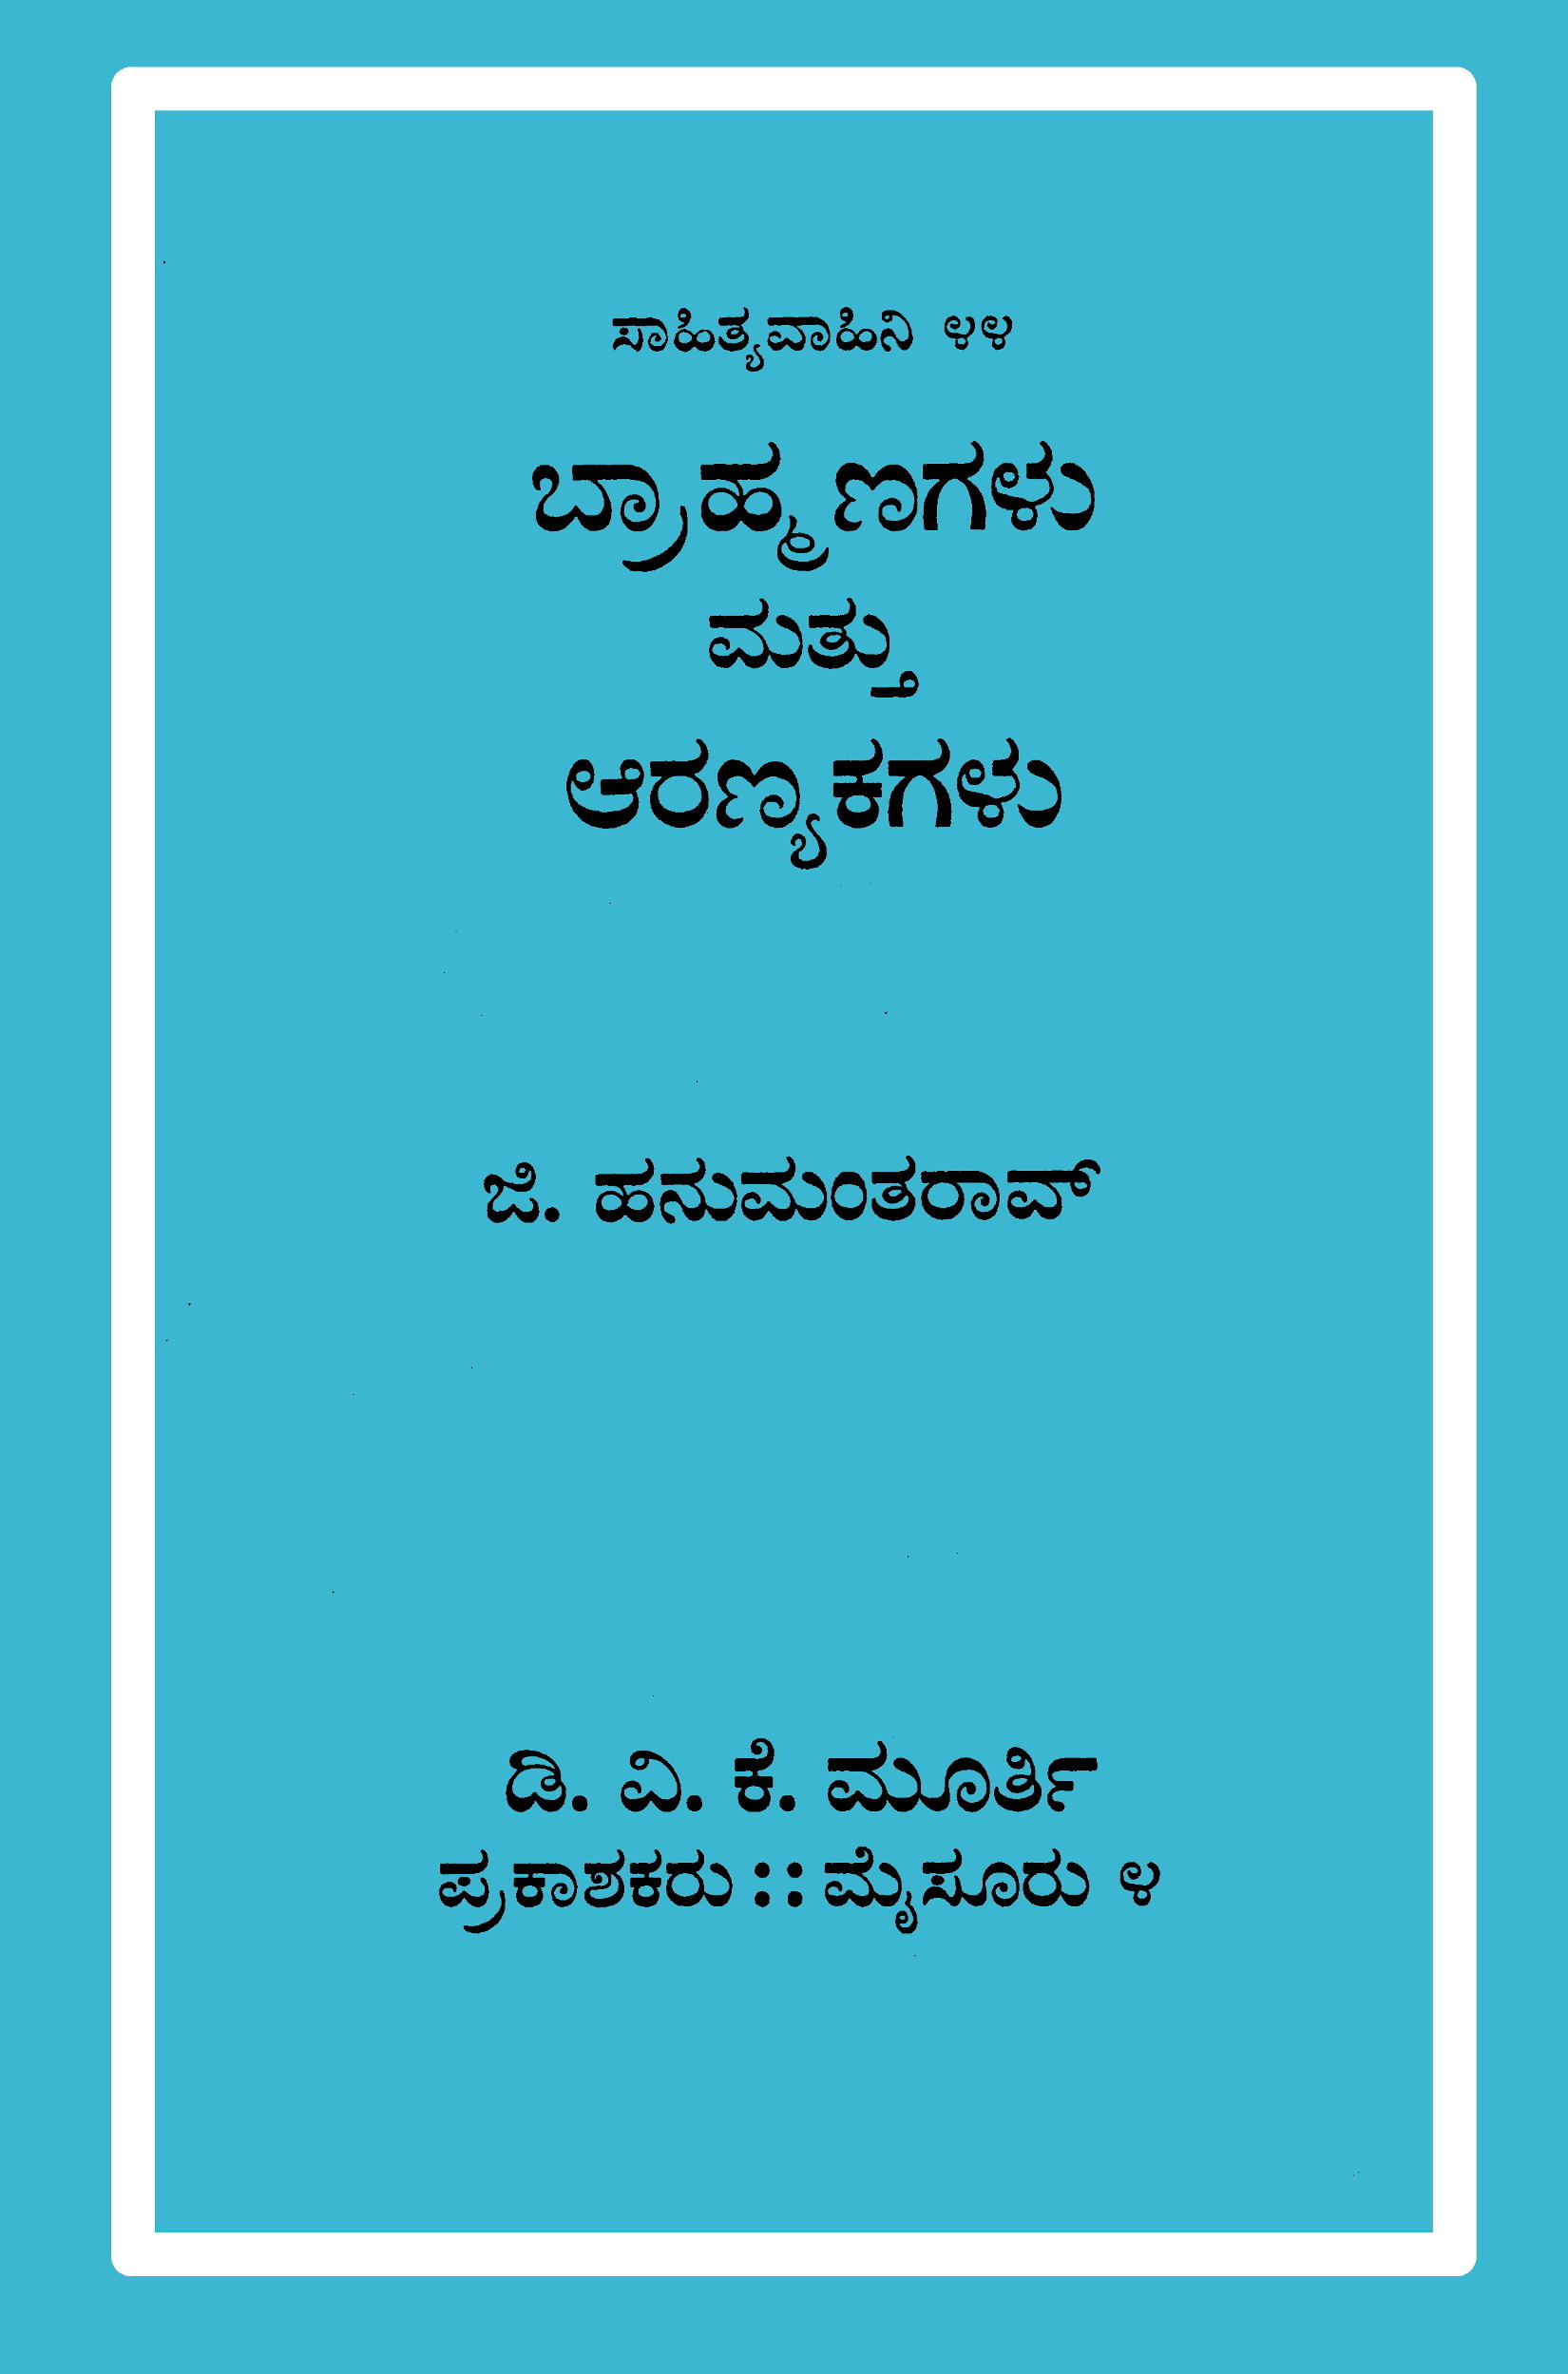 ಸಾಹಿತ್ಯವಾಹಿನಿ ೪೪
ಬ್ರಾಹ್ಮಣಗಳು
ಮತ್ತು
ಆರಣ್ಯಕಗಳು
ಜಿ. ಹನುಮಂತರಾವ್
ಡಿ. ವಿ. ಕೆ. ಮೂರ್ತಿ
ಪ್ರಕಾಶಕರು :: ಮೈಸೂರು ೪